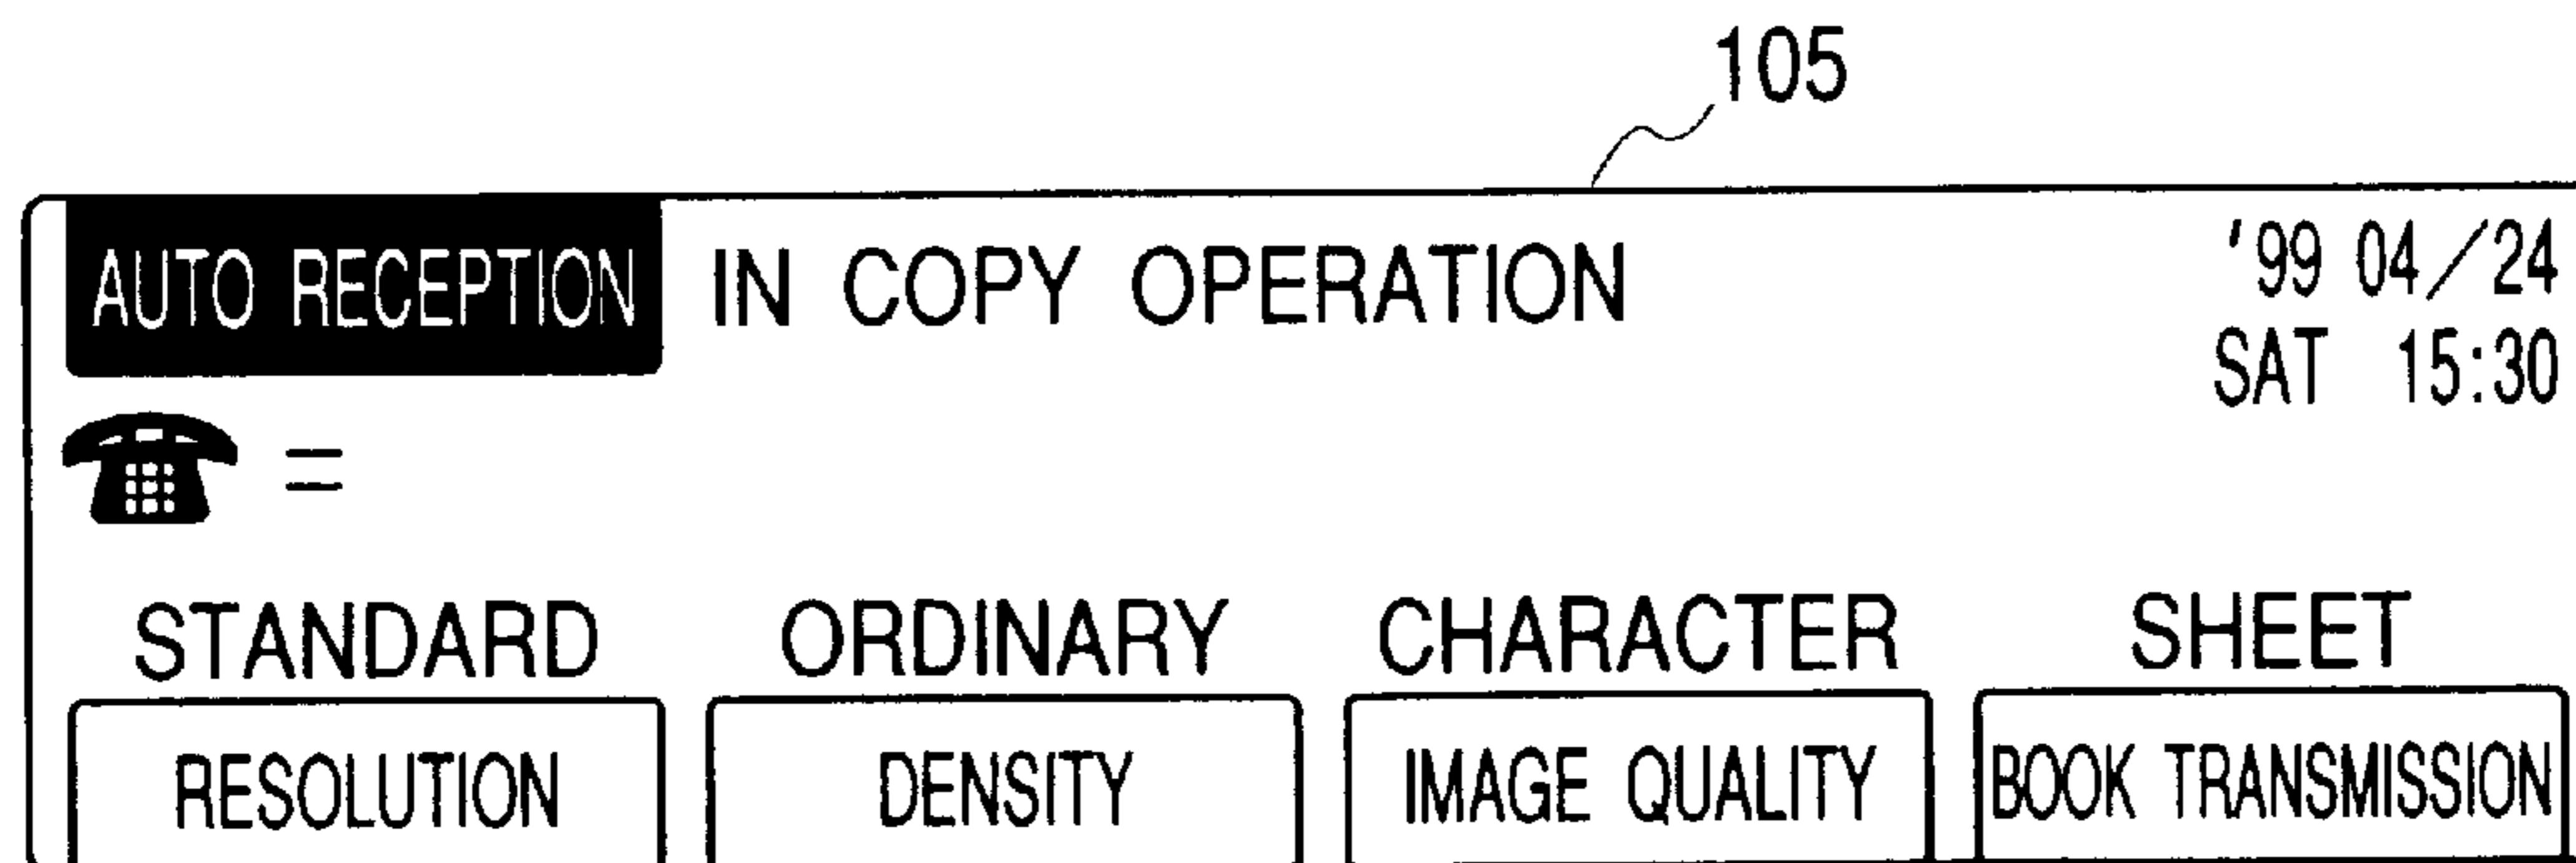 105
AUTO RECEPTION IN COPY OPERATION '99 04/24
SAT 15:30
=
STANDARD ORDINARY CHARACTER SHEET
RESOLUTION DENSITY IMAGE QUALITY BOOK TRANSMISSION